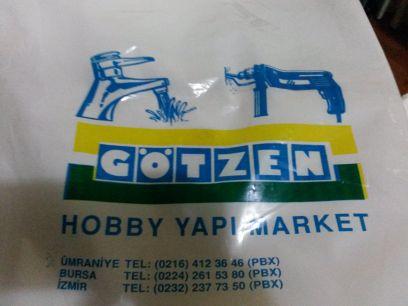 GÖTZEN
HOBBY YAPI MARKET
ÜMRANİYE TEL: (0216) 412 36 46 (PBX)
BURSA TEL: (0224) 261 53 80 (PBX)
İZMİR TEL: (0232) 237 73 50 (PBX)